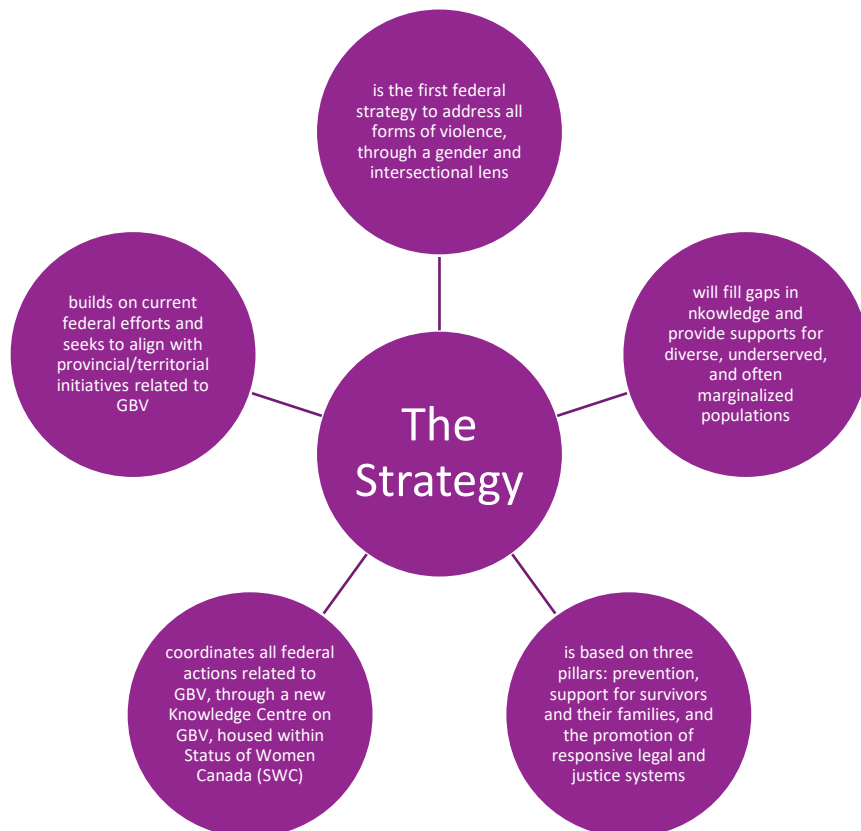 is the first federal
strategy to address all
forms of violence,
through a gender and
intersectional lens
will fill gaps in
nkowledge and
provide supports for
diverse, underserved,
and often
marginalized
populations
builds on current
federal efforts and
seeks to align with
provincial/territorial
initiatives related to
GBV
The
Strategy
coordinates all federal
actions related to
GBV, through a new
Knowledge Centre on
GBV, housed within
Status of Women
Canada (SWC)
is based on three
pillars: prevention,
support for survivors
and their families, and
the promotion of
responsive legal and
justice systems